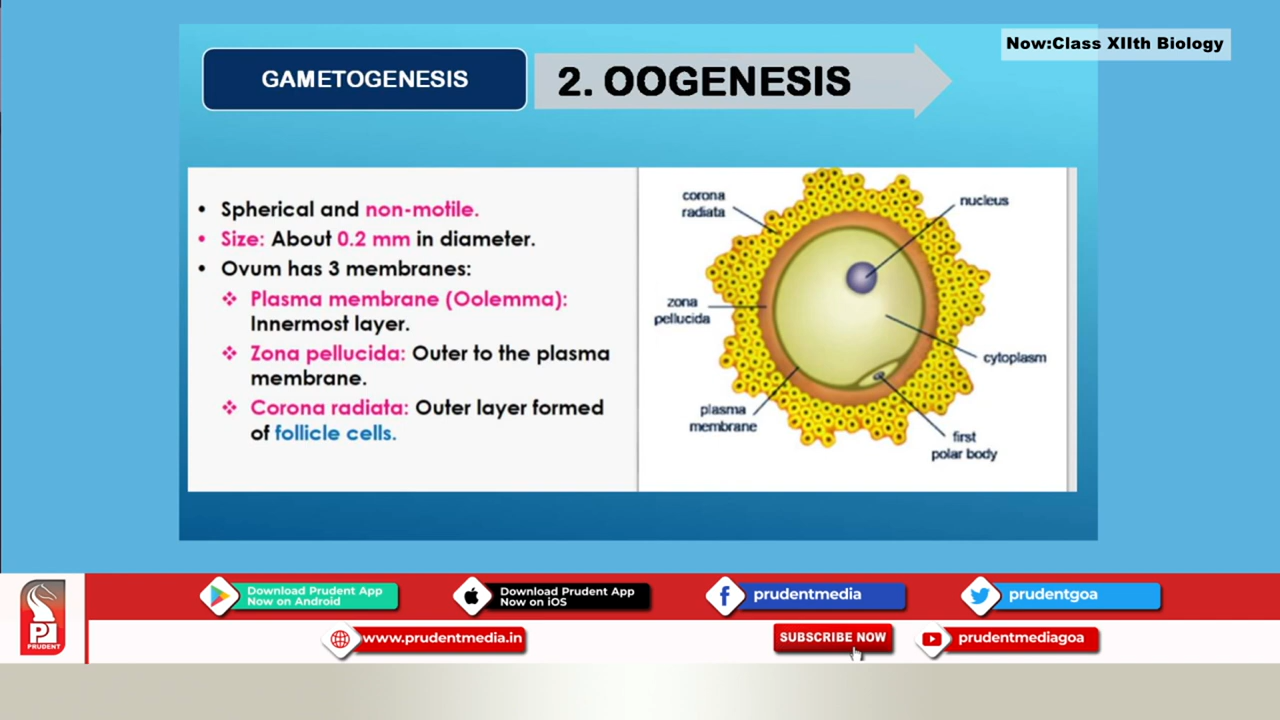 Now:Class XIIth Biology
GAMETOGENESIS
2. OOGENESIS
• Spherical and non-motile.
• Size: About 0.2 mm in diameter.
• Ovum has 3 membranes:
❖ Plasma membrane (Oolemma):
Innermost layer.
❖ Zona pellucida: Outer to the plasma
membrane.
❖ Corona radiata: Outer layer formed
of follicle cells.
corona
radiata
nucleus
zona
pellucida
cytoplasm
plasma
membrane
first
polar body
PRUDENT
Download Prudent App
Now on Android
Download Prudent App
Now on iOS
prudentmedia
prudentgoa
www.prudentmedia.in
SUBSCRIBE NOW
prudentmediagoa